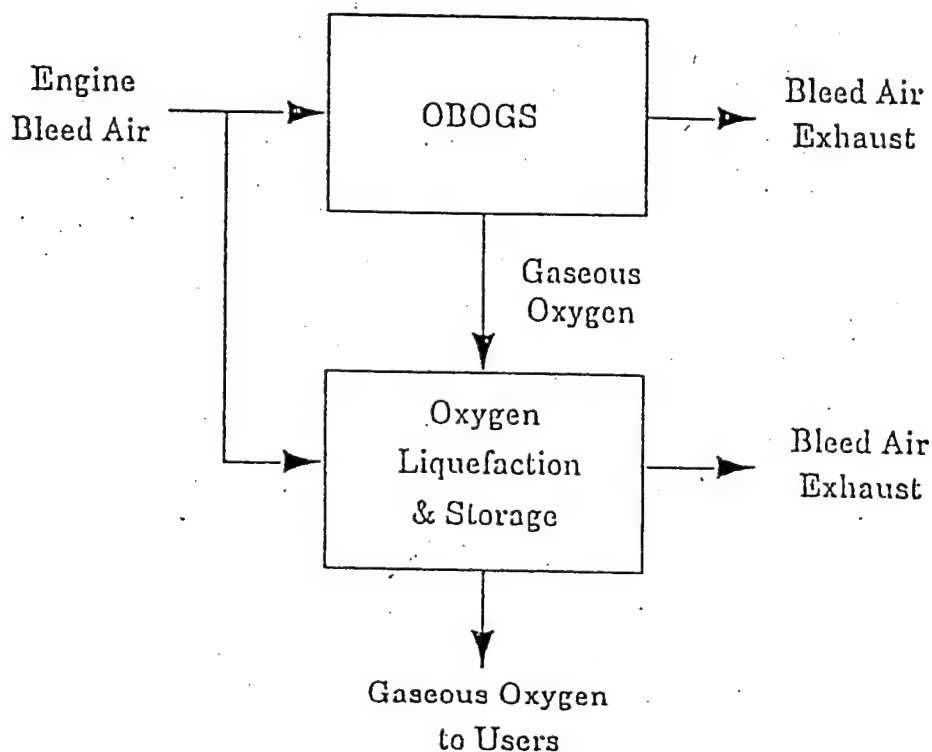 Engine
Bleed Air
OBOGS
Bleed Air
Exhaust
Gaseous
Oxygen
Oxygen
Liquefaction
& Storage
Bleed Air
Exhaust
Gaseous Oxygen
to Users